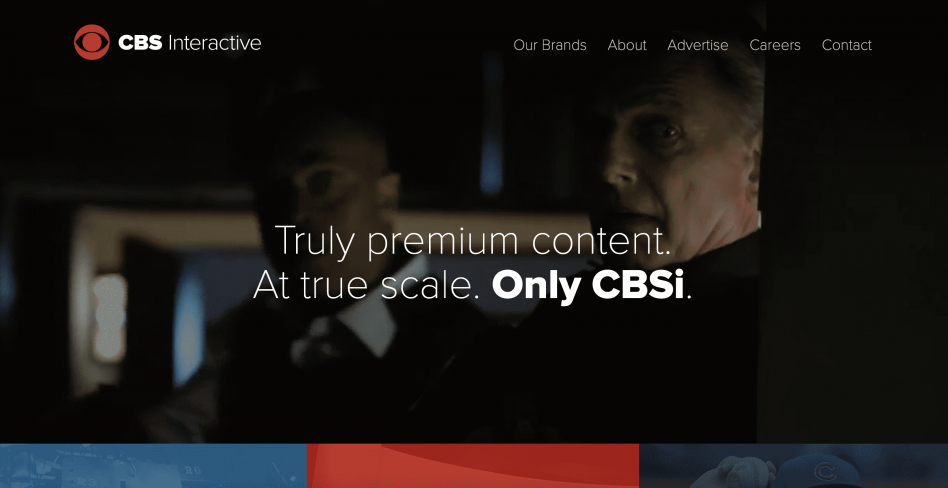 CBS Interactive
Our Brands About Advertise Careers Contact
Truly premium content.
At true scale. Only CBSi.
C